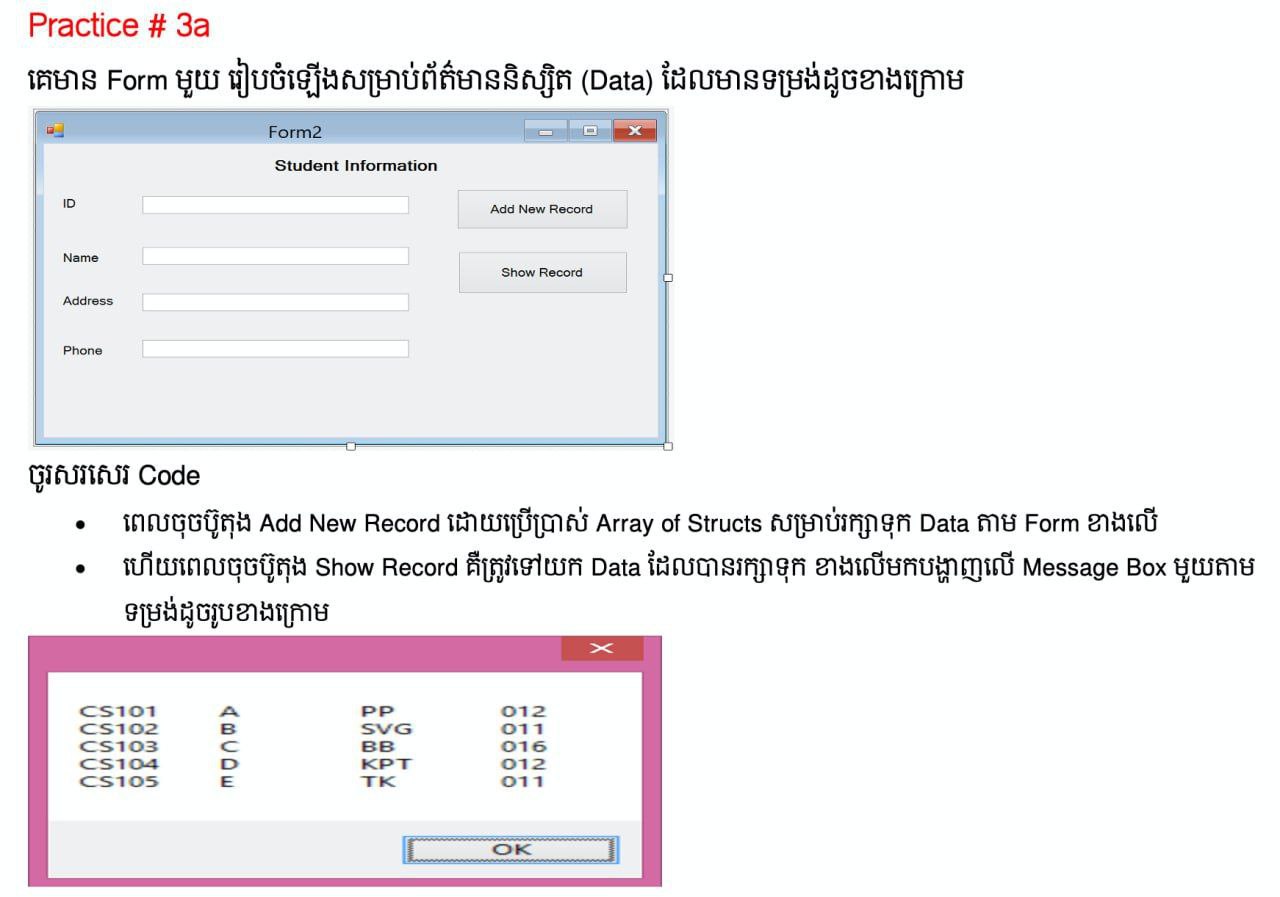 Practice # 3a
គេមាន Form មួយ រៀបចំឡើងសម្រាប់ព័ត៌មាននិស្សិត (Data) ដែលមានទម្រង់ដូចខាងក្រោម
Form2
Student Information
ID
Add New Record
Name
Show Record
Address
Phone
ចូរសរសេរ Code
• ពេលចុចប៊ូតុង Add New Record ដោយប្រើប្រាស់ Array of Structs សម្រាប់រក្សាទុក Data តាម Form ខាងលើ
• ហើយពេលចុចប៊ូតុង Show Record គឺត្រូវទៅយក Data ដែលបានរក្សាទុក ខាងលើមកបង្ហាញលើ Message Box មួយតាម
ទម្រង់ដូចរូបខាងក្រោម
CS101 A PP 012
CS102 B SVG 011
CS103 C BB 016
CS104 D KPT 012
CS105 E TK 011
OK